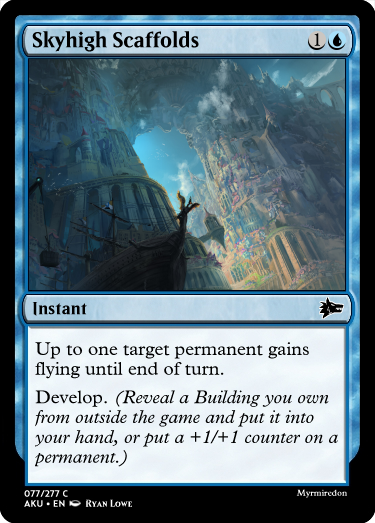 Skyhigh Scaffolds 1
Instant
Up to one target permanent gains
flying until end of turn.
Develop. (Reveal a Building you own
from outside the game and put it into
your hand, or put a +1/+1 counter on a
permanent.)
077/277 C
Myrmiredon
AKU • EN Ryan Lowe